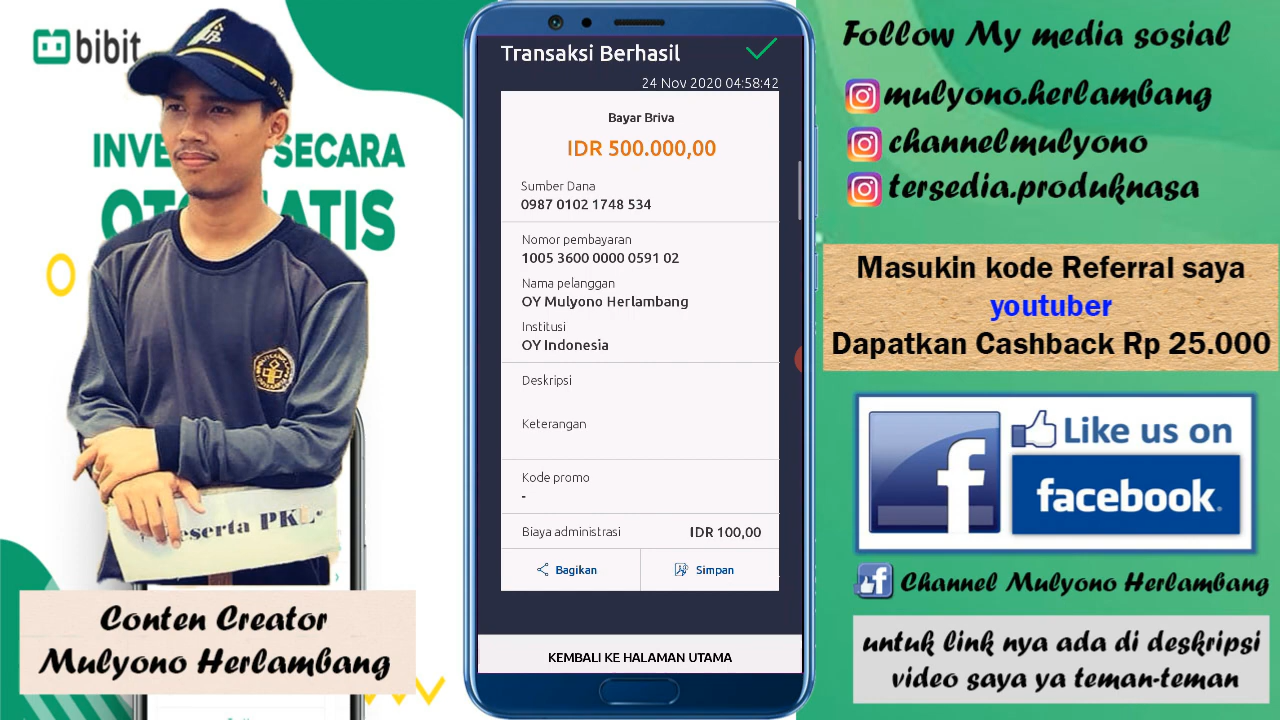 bibit
INVE SECARA
OTOMATIS
Peserta PKL
Conten Creator
Mulyono Herlambang
Transaksi Berhasil
24 Nov 2020 04:58:42
Bayar Briva
IDR 500.000,00
Sumber Dana
0987 0102 1748 534
Nomor pembayaran
1005 3600 0000 0591 02
Nama pelanggan
OY Mulyono Herlambang
Institusi
OY Indonesia
Deskripsi
Keterangan
Kode promo
-
Biaya administrasi IDR 100,00
Bagikan Simpan
KEMBALI KE HALAMAN UTAMA
Follow My media sosial
mulyono.herlambang
channelmulyono
tersedia.produknasa
Masukin kode Referral saya
youtuber
Dapatkan Cashback Rp 25.000
f Like us on
facebook.
f Channel Mulyono Herlambang
untuk link nya ada di deskripsi
video saya ya teman-teman